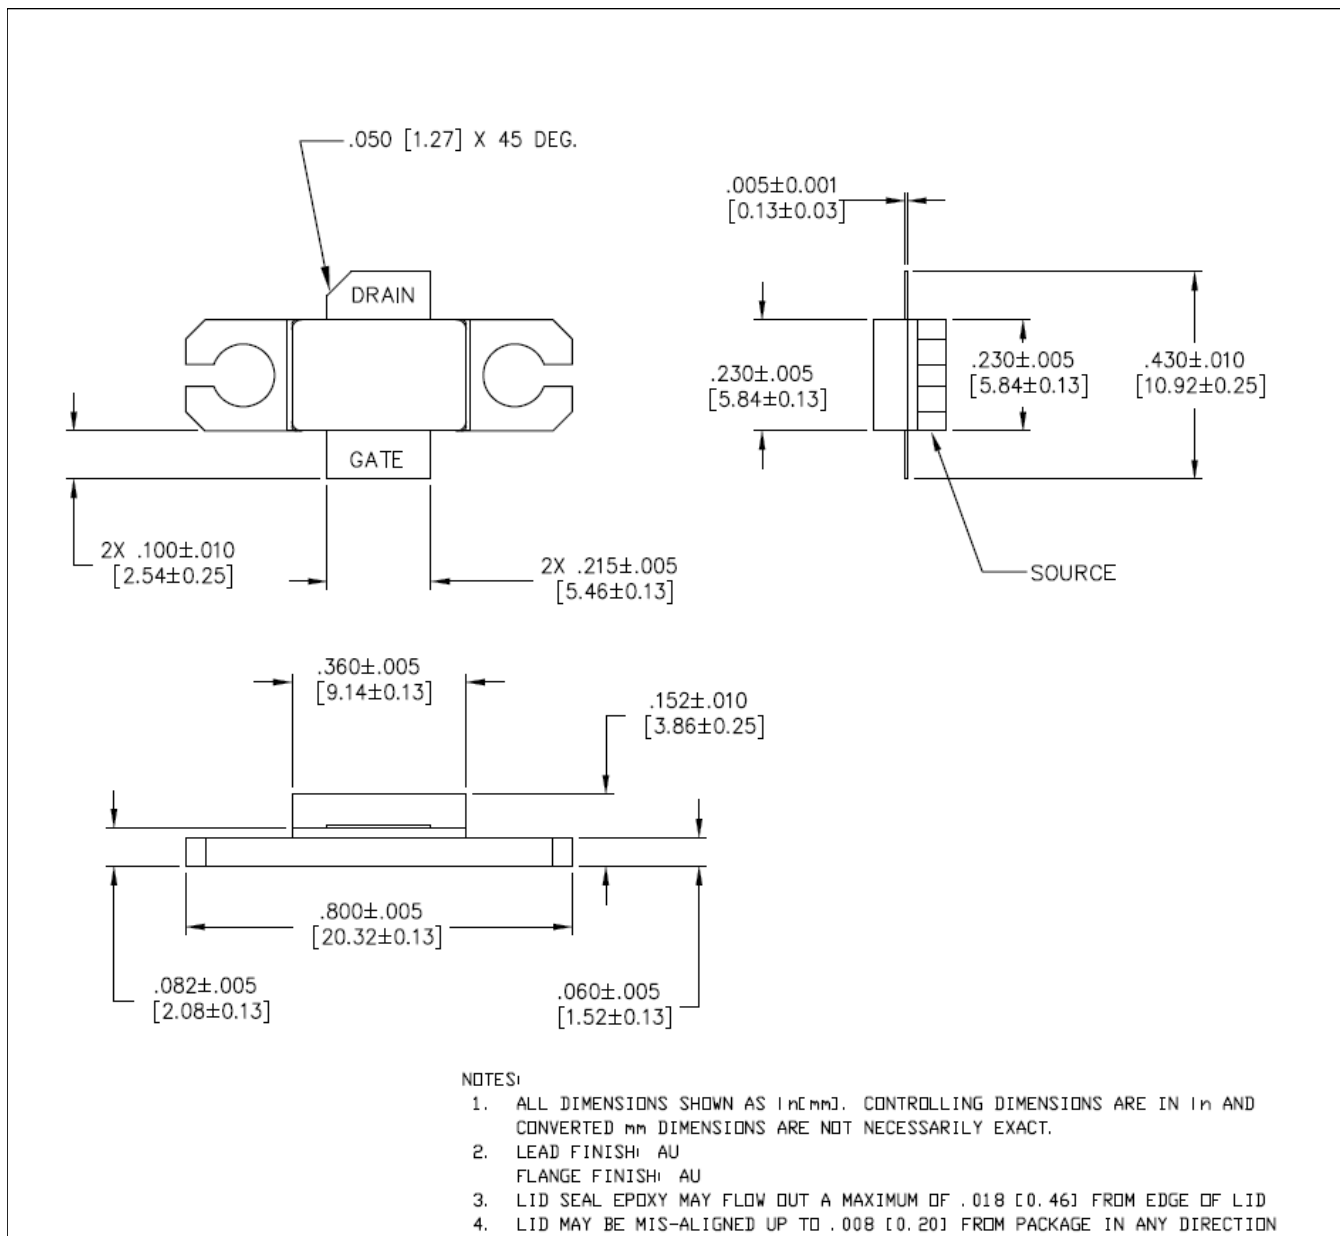 .050 [1.27] X 45 DEG.
.005±0.001
[0.13±0.03]
DRAIN
.230±.005
[5.84±0.13]
.230±.005
[5.84±0.13]
.430±.010
[10.92±0.25]
GATE
2X .100±.010
[2.54±0.25]
2X .215±.005
[5.46±0.13]
SOURCE
.360±.005
[9.14±0.13]
.152±.010
[3.86±0.25]
.800±.005
[20.32±0.13]
.082±.005
[2.08±0.13]
.060±.005
[1.52±0.13]
NOTES:
1. ALL DIMENSIONS SHOWN AS in[mm]. CONTROLLING DIMENSIONS ARE IN in AND
CONVERTED mm DIMENSIONS ARE NOT NECESSARILY EXACT.
2. LEAD FINISH: AU
FLANGE FINISH: AU
3. LID SEAL EPOXY MAY FLOW OUT A MAXIMUM OF .018 [0.46] FROM EDGE OF LID
4. LID MAY BE MIS-ALIGNED UP TO .008 [0.20] FROM PACKAGE IN ANY DIRECTION